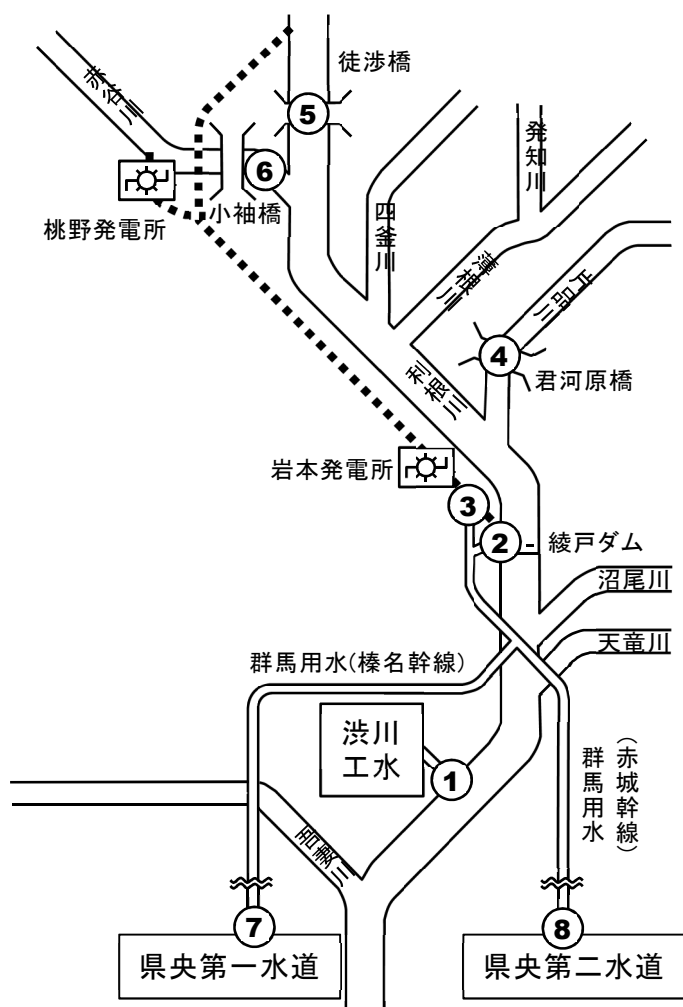 徒渉橋
赤谷川
5
発知川
6
桃野発電所
小袖橋
四釜川
薄根川
片品川
4
君河原橋
利根川
岩本発電所
3
2
綾戸ダム
沼尾川
天竜川
群馬用水(榛名幹線)
渋川
工水
1
群馬用水
(赤城幹線)
吾妻川
7
8
県央第一水道
県央第二水道